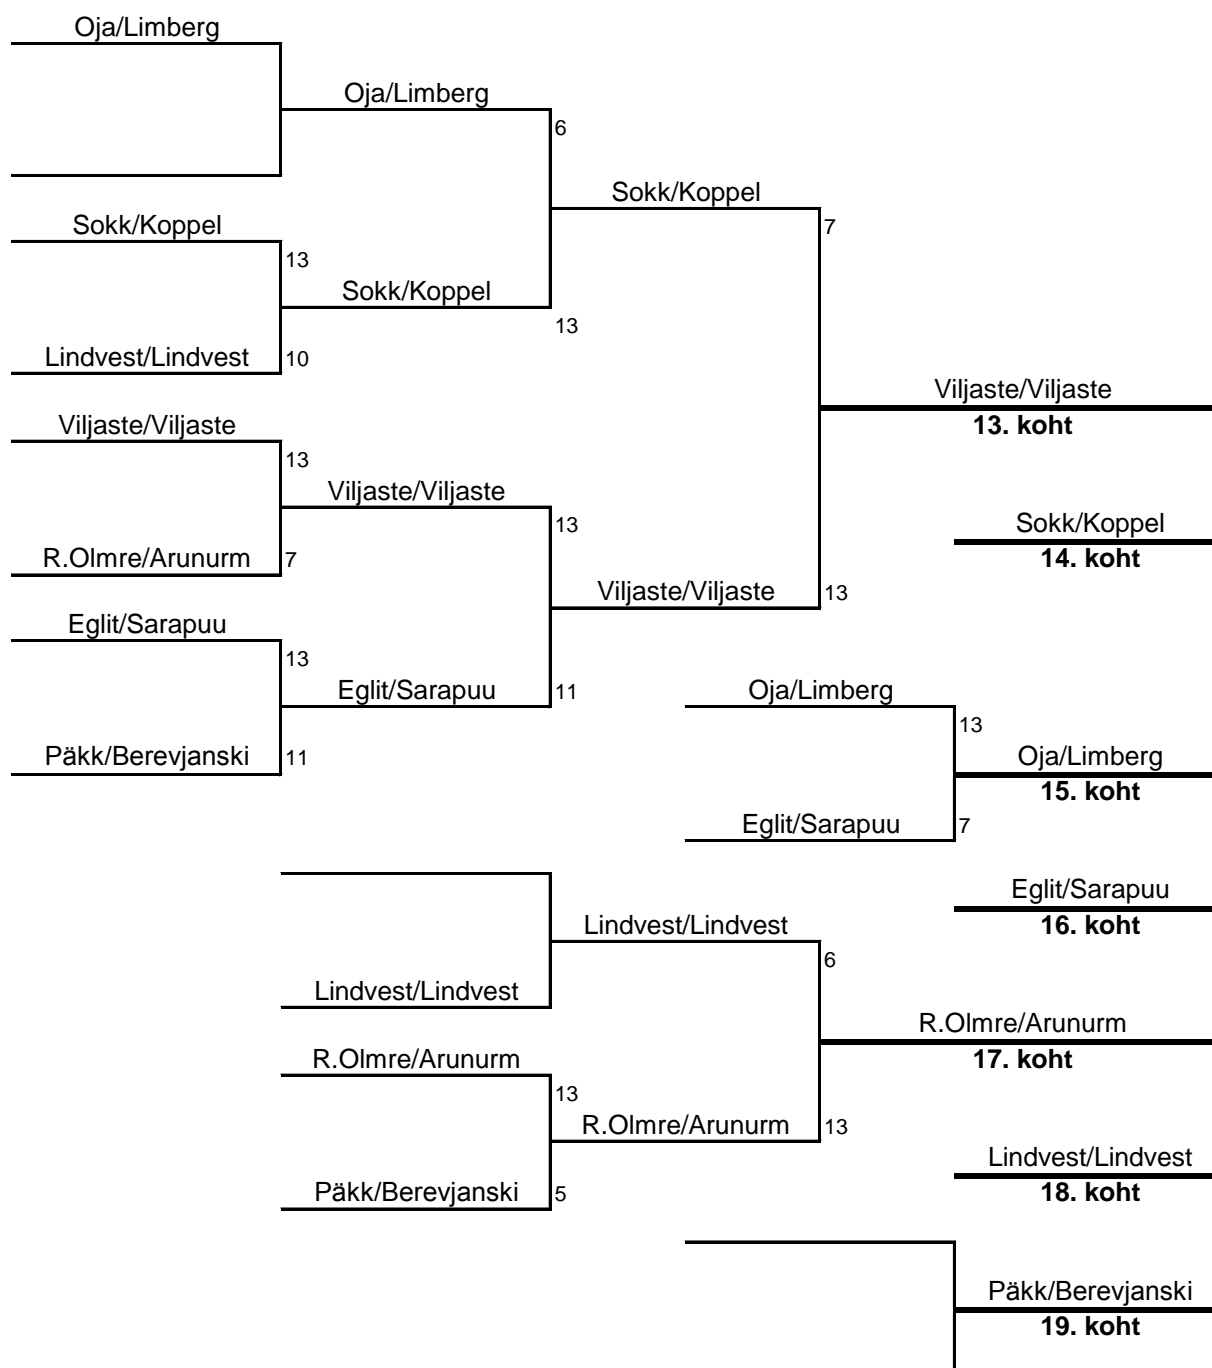 Oja/Limberg
Oja/Limberg
6
Sokk/Koppel
7
Sokk/Koppel
13
Sokk/Koppel
13
Lindvest/Lindvest
10
Viljaste/Viljaste
13. koht
Viljaste/Viljaste
13
Viljaste/Viljaste
13
Sokk/Koppel
14. koht
R.Olmre/Arunurm
7
Viljaste/Viljaste
13
Eglit/Sarapuu
13
Eglit/Sarapuu
11
Oja/Limberg
13
Päkk/Berevjanski
11
Oja/Limberg
15. koht
Eglit/Sarapuu
7
Eglit/Sarapuu
16. koht
Lindvest/Lindvest
6
Lindvest/Lindvest
R.Olmre/Arunurm
17. koht
R.Olmre/Arunurm
13
R.Olmre/Arunurm
13
Lindvest/Lindvest
18. koht
Päkk/Berevjanski
5
Päkk/Berevjanski
19. koht